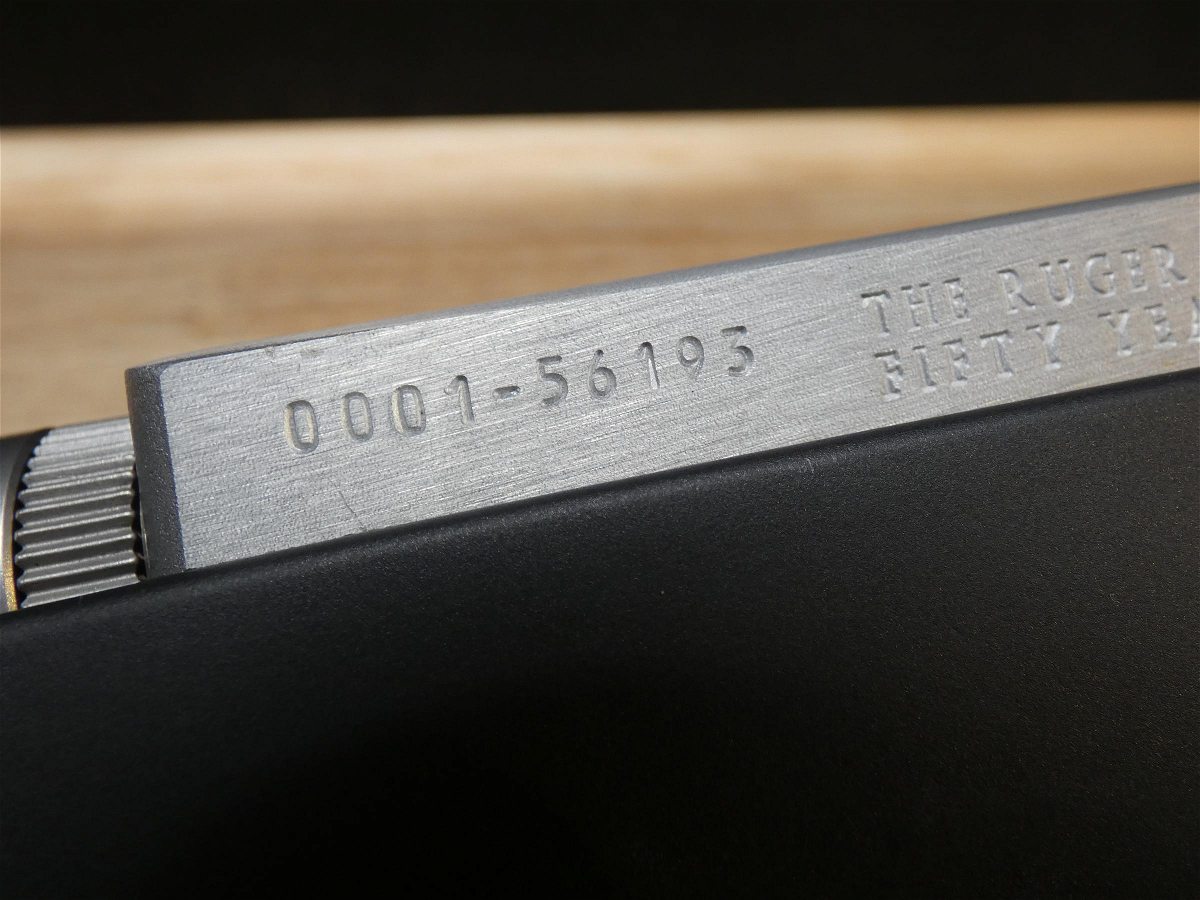 0001-56193
THE RUGER
FIFTY